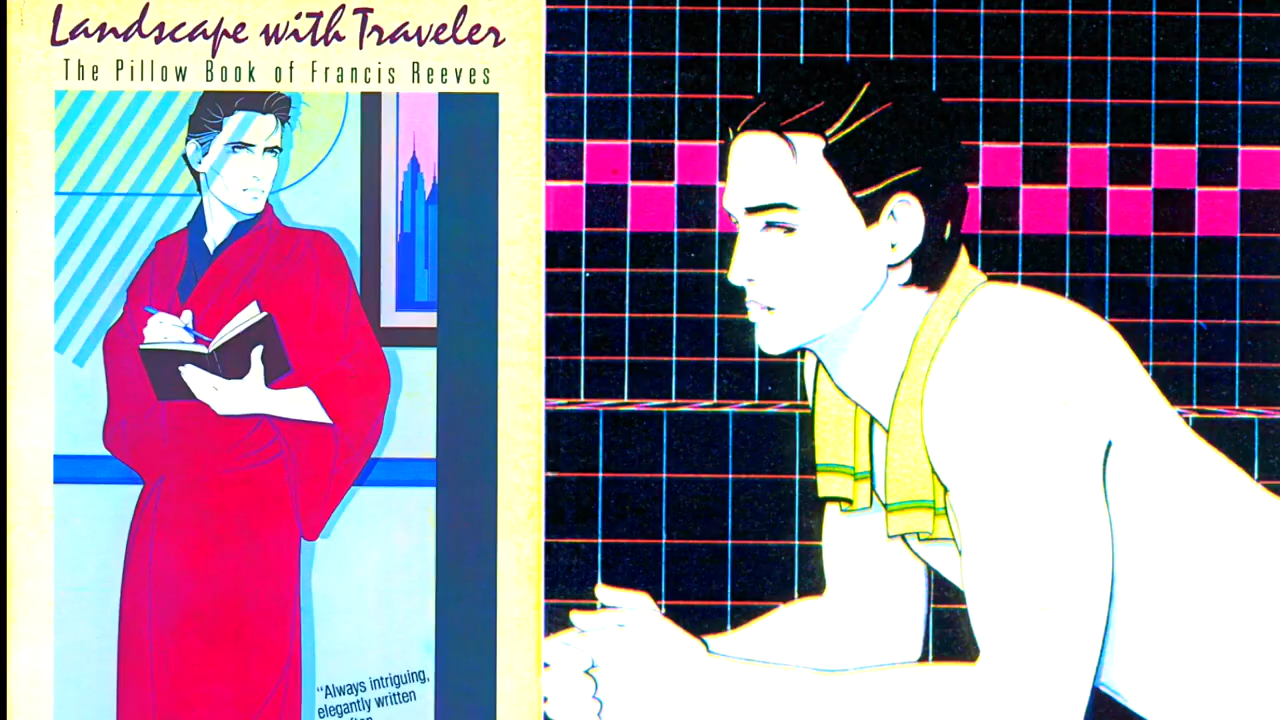 Landscape with Traveler
The Pillow Book of Francis Reeves
"Always intriguing,
elegantly written